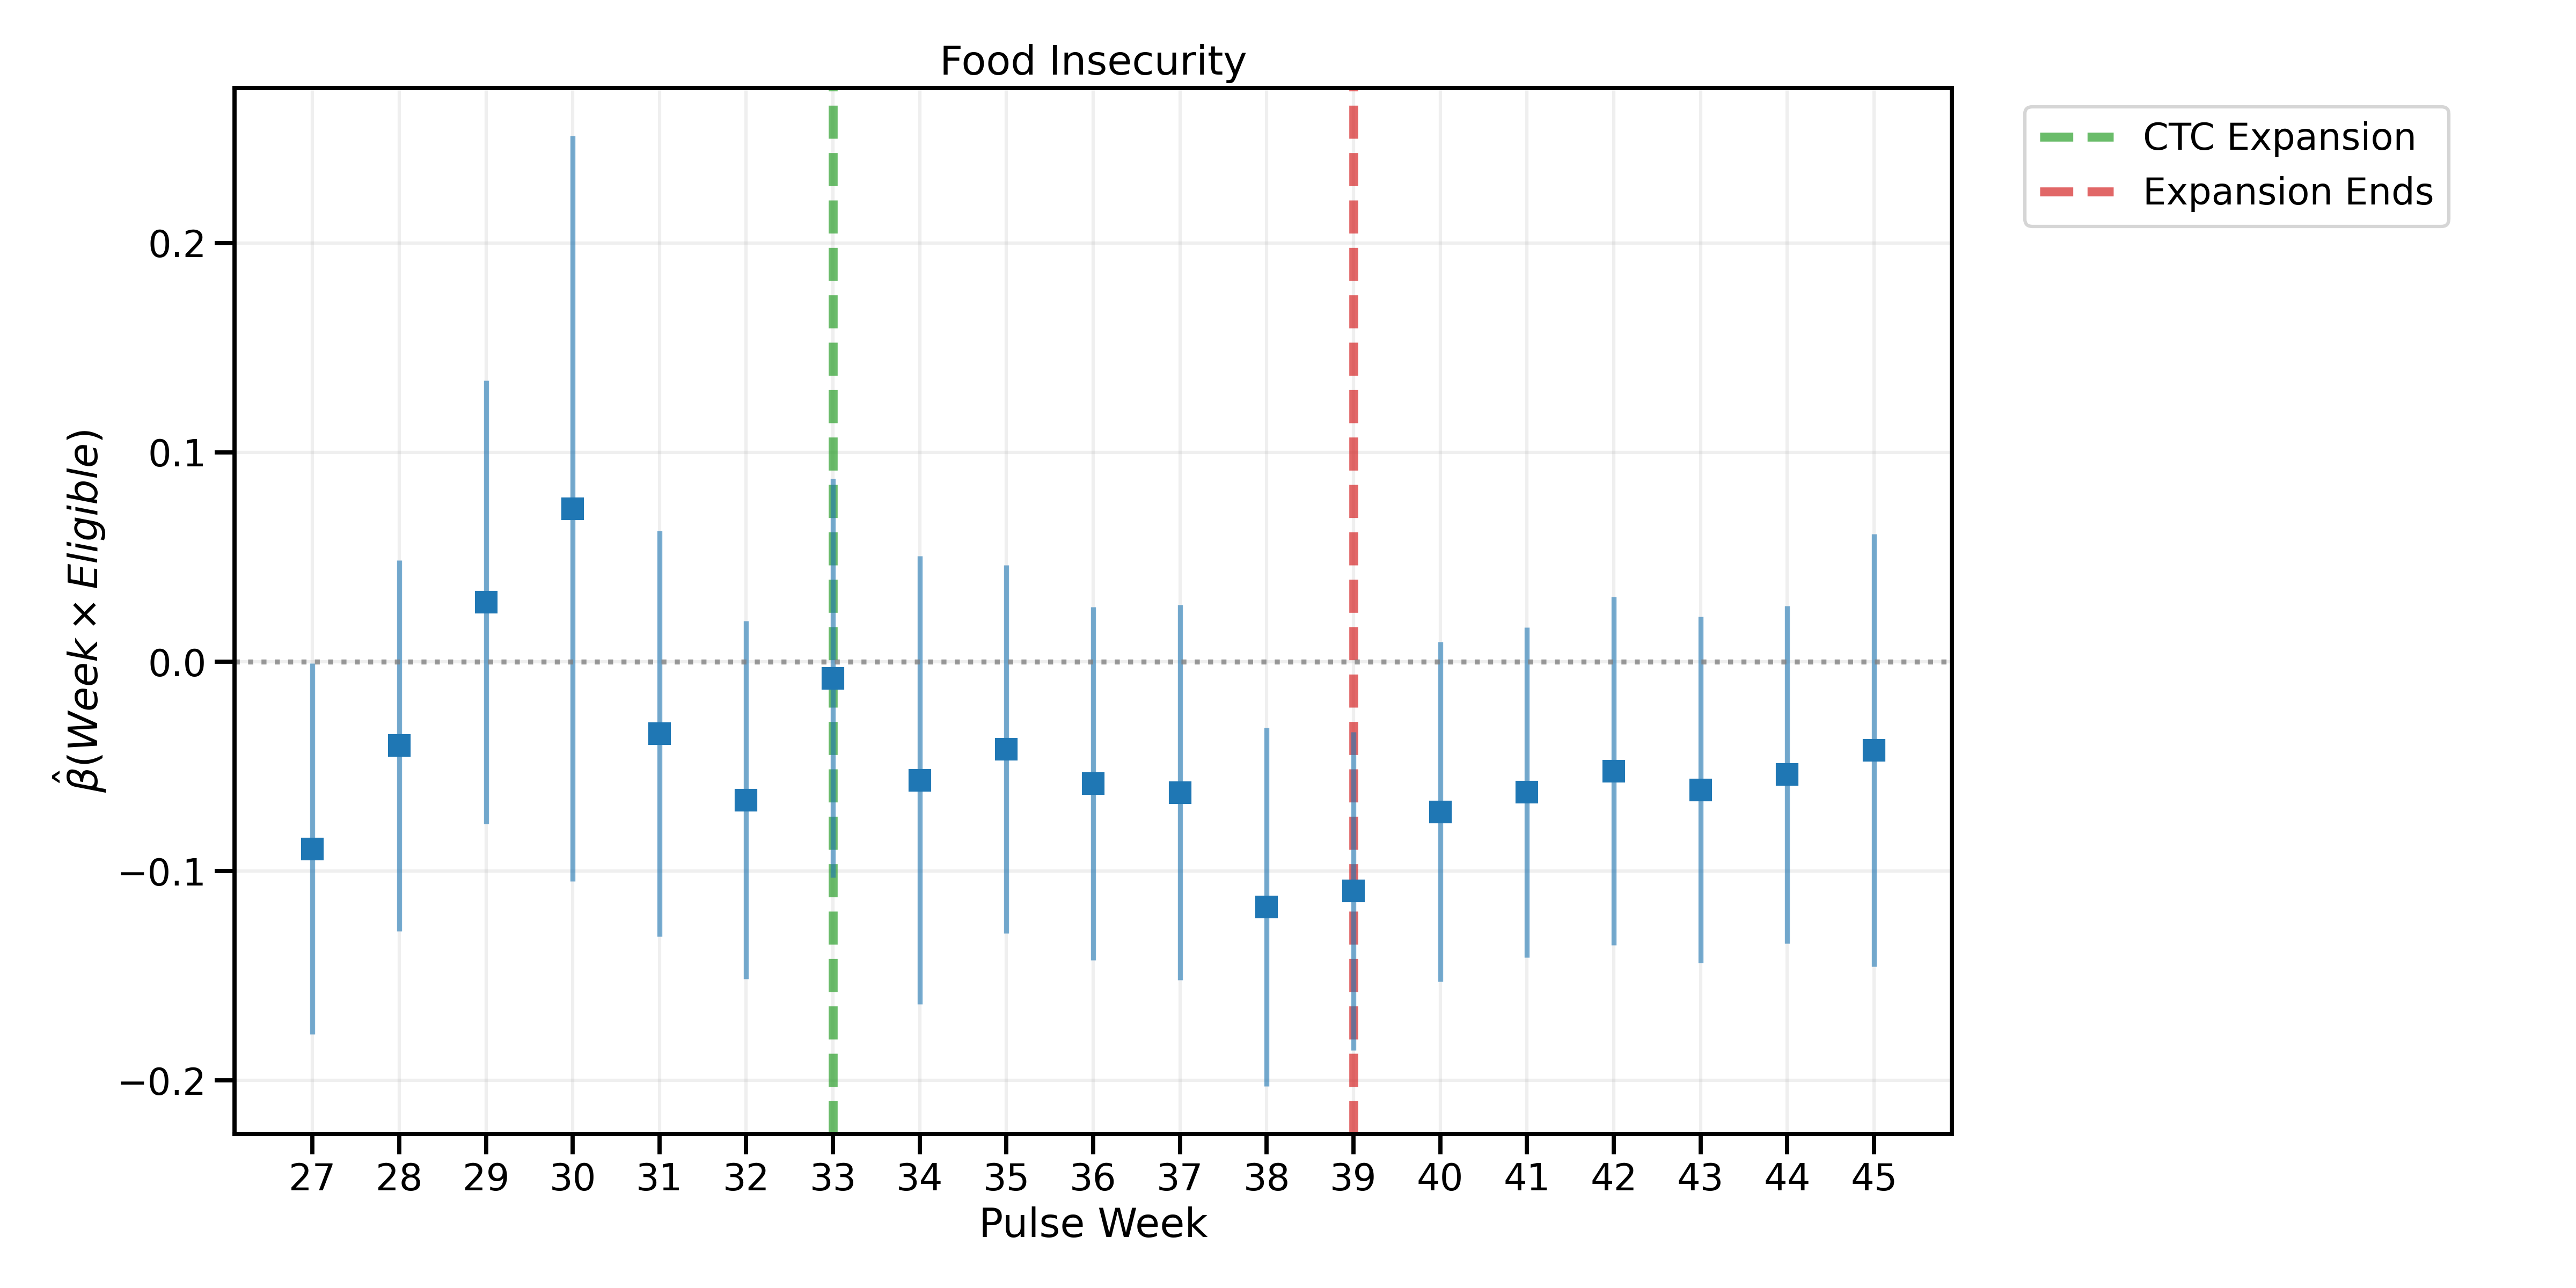 Food Insecurity
CTC Expansion
Expansion Ends
0.2
0.1
0.0
−0.1
−0.2
β̂(Week × Eligible)
27 28 29 30 31 32 33 34 35 36 37 38 39 40 41 42 43 44 45
Pulse Week